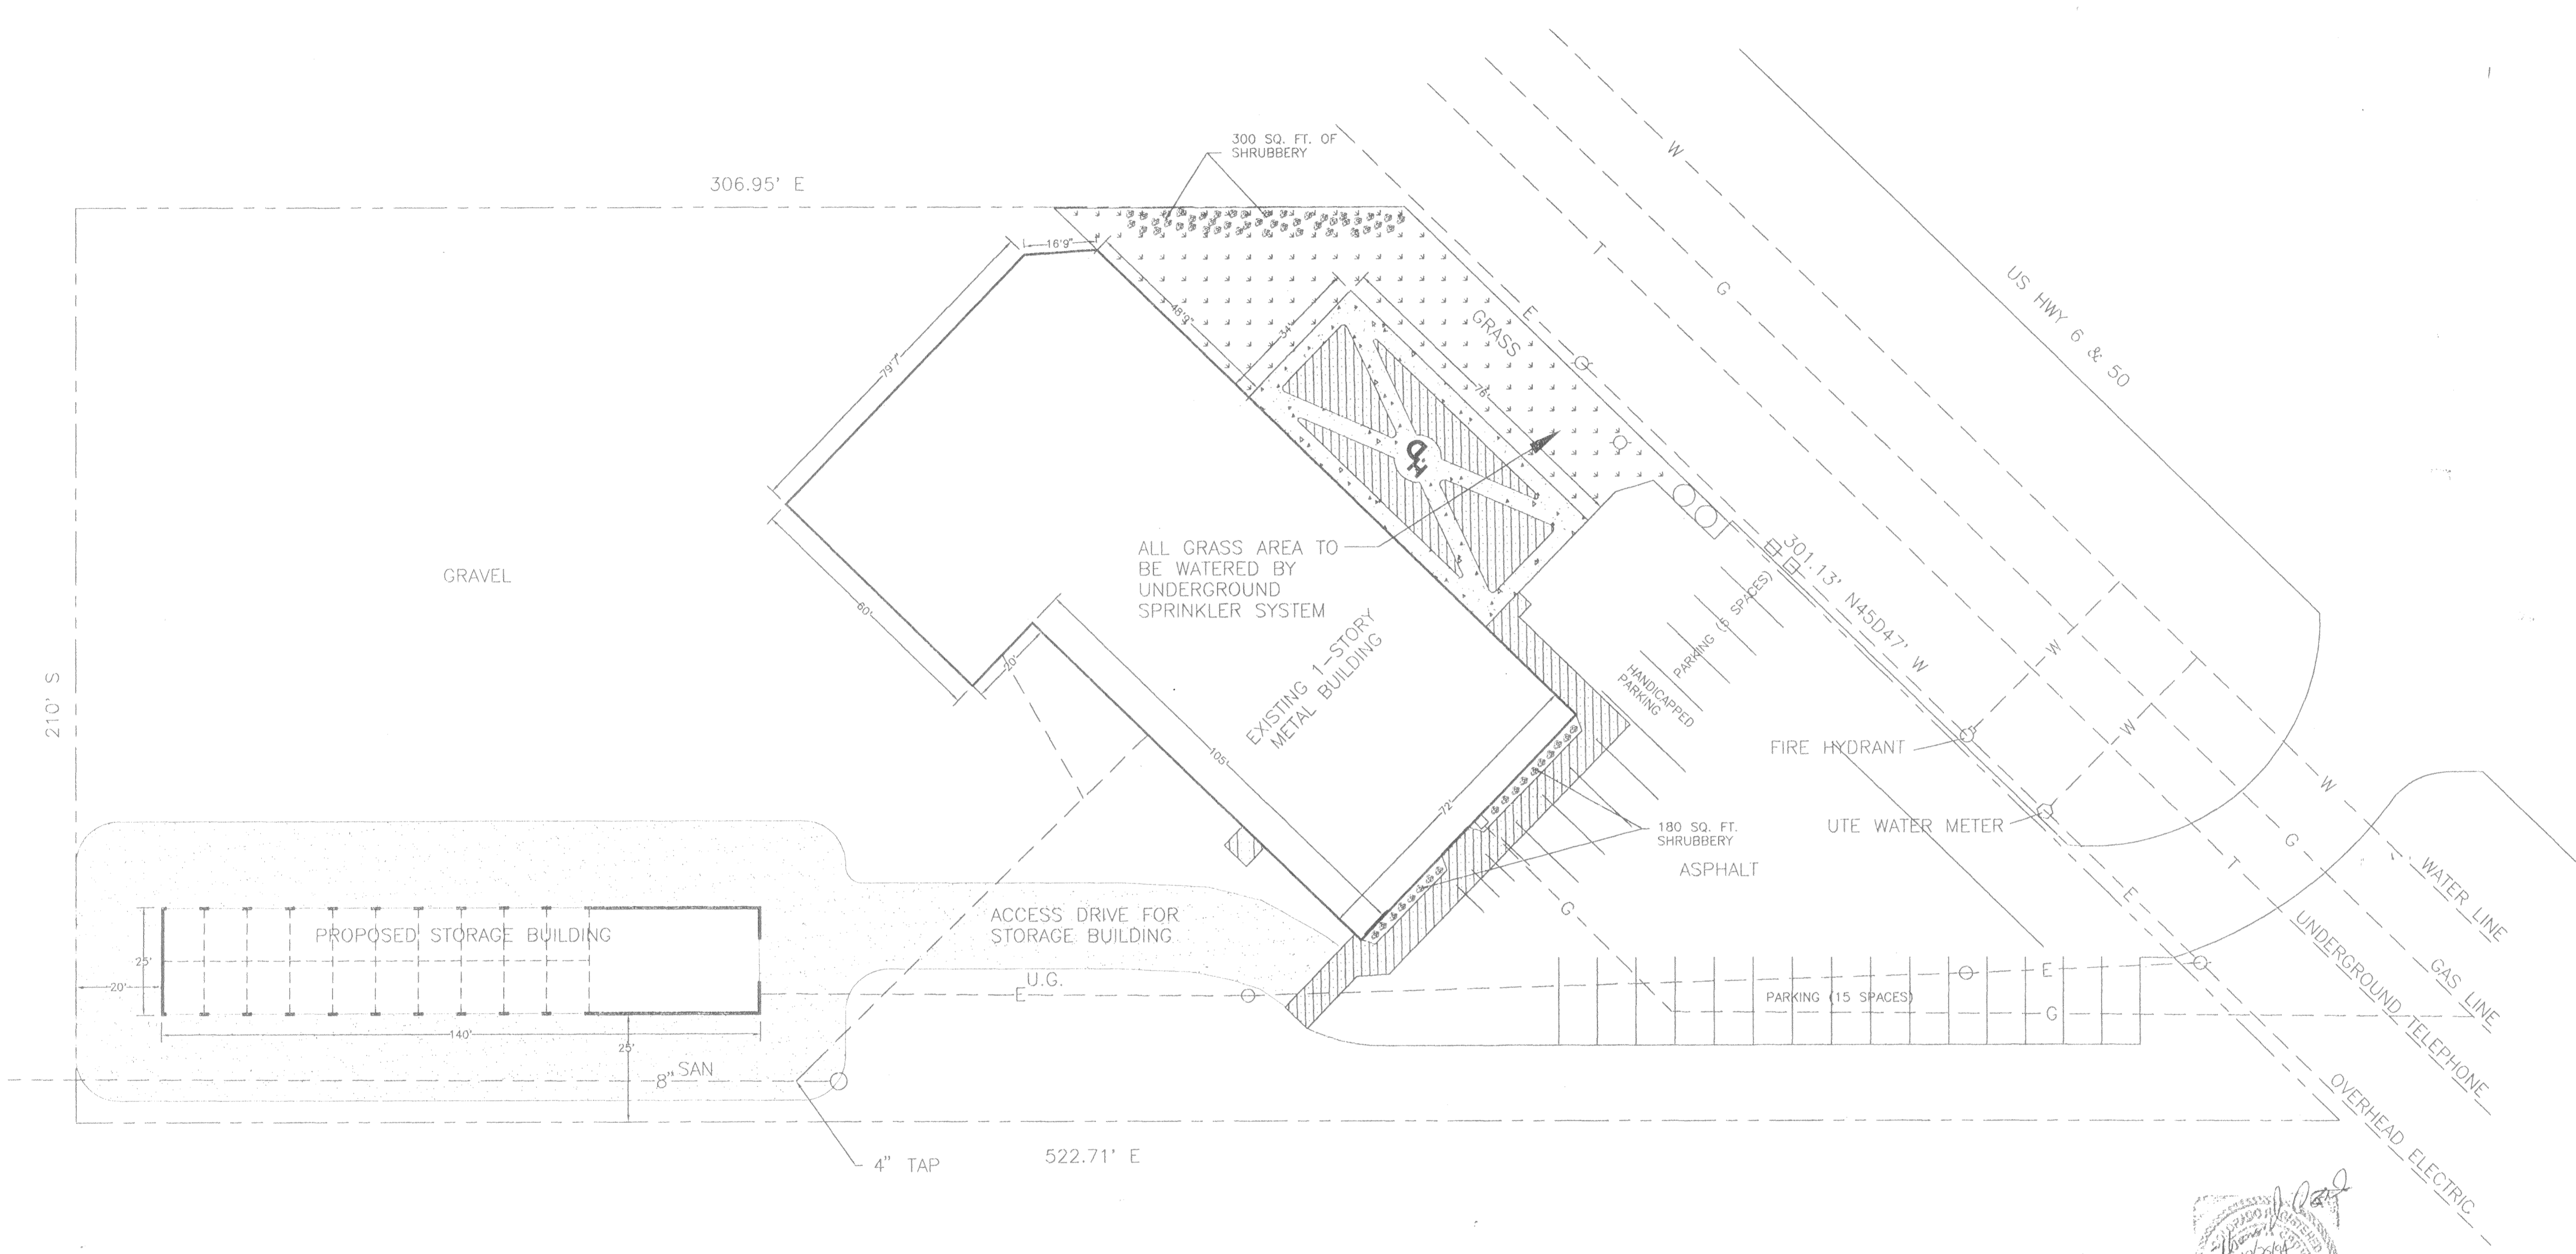 300 SQ. FT. OF
SHRUBBERY
306.95' E
16'9"
48'9"
79'7"
34'
76'
GRASS
E
W
T
G
US HWY 6 & 50
GRAVEL
60'
20'
ALL GRASS AREA TO
BE WATERED BY
UNDERGROUND
SPRINKLER SYSTEM
EXISTING 1-STORY
METAL BUILDING
105'
72'
301.13' N45D47' W
PARKING (5 SPACES)
HANDICAPPED
PARKING
210' S
FIRE HYDRANT
UTE WATER METER
W
W
W
180 SQ. FT.
SHRUBBERY
ASPHALT
G
T
G
E
WATER LINE
GAS LINE
UNDERGROUND TELEPHONE
OVERHEAD ELECTRIC
PROPOSED STORAGE BUILDING
ACCESS DRIVE FOR
STORAGE BUILDING
25'
20'
140'
25'
U.G.
E
E
PARKING (15 SPACES)
G
8" SAN
4" TAP
522.71' E